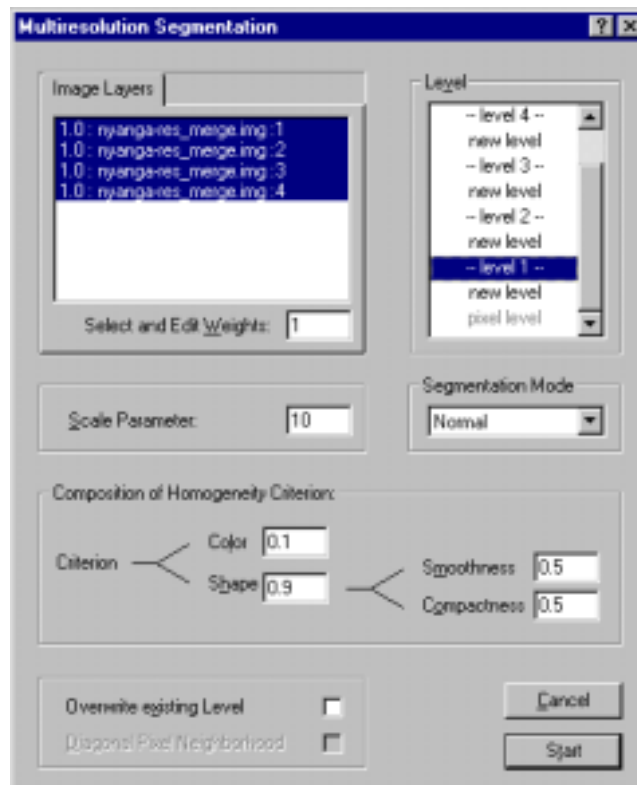 Multiresolution Segmentation
Image Layers
1.0 : nyanga-res_merge.img :1
1.0 : nyanga-res_merge.img :2
1.0 : nyanga-res_merge.img :3
1.0 : nyanga-res_merge.img :4
Select and Edit Weights: 1
Level
-- level 4 --
new level
-- level 3 --
new level
-- level 2 --
new level
-- level 1 --
new level
pixel level
Scale Parameter: 10
Segmentation Mode
Normal
Composition of Homogeneity Criterion:
Criterion
Color 0.1
Shape 0.9
Smoothness 0.5
Compactness 0.5
Overwrite existing Level
Diagonal Pixel Neighborhood
Cancel
Start